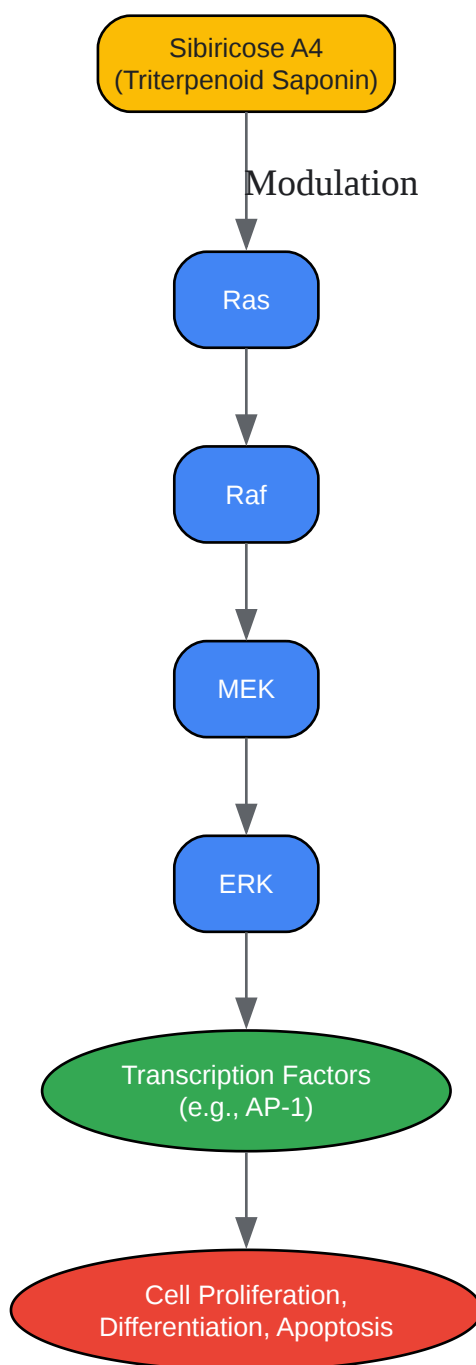 Sibiricose A4
(Triterpenoid Saponin)
Modulation
Ras
Raf
MEK
ERK
Transcription Factors
(e.g., AP-1)
Cell Proliferation,
Differentiation, Apoptosis